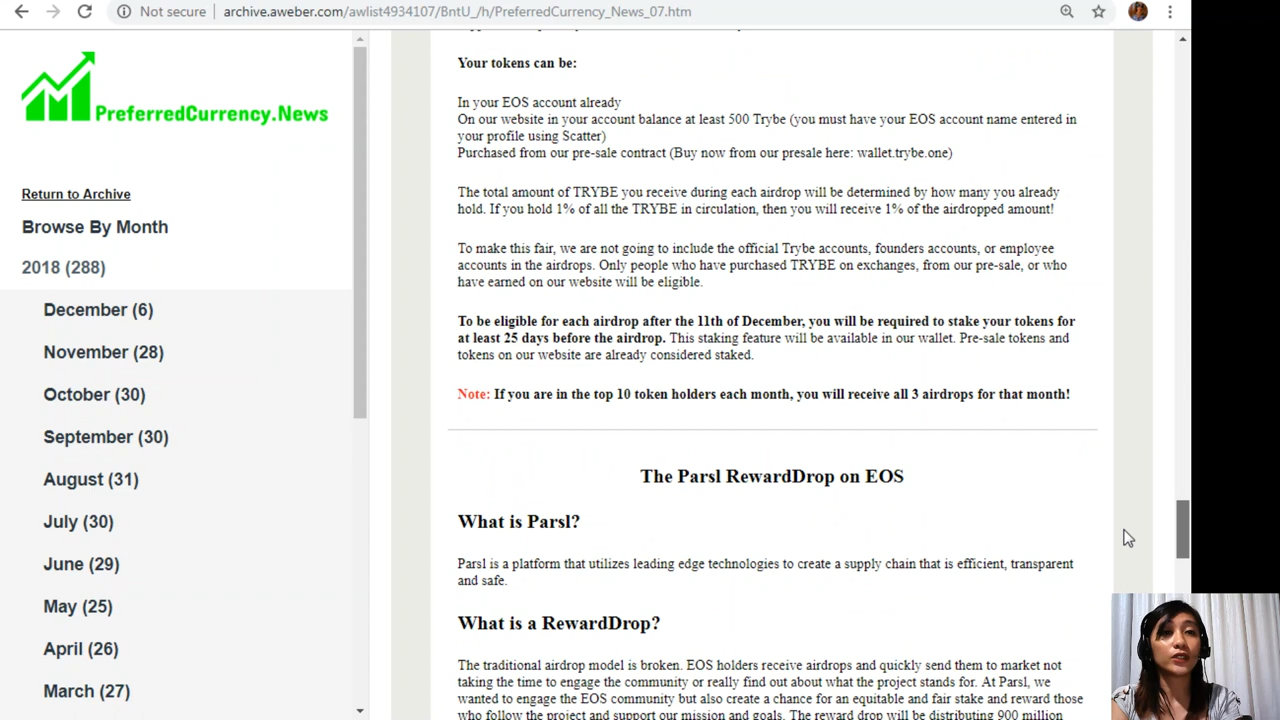 Not secure | archive.aweber.com/awlist4934107/BntU_/h/PreferredCurrency_News_07.htm
PreferredCurrency.News
Return to Archive
Browse By Month
2018 (288)
December (6)
November (28)
October (30)
September (30)
August (31)
July (30)
June (29)
May (25)
April (26)
March (27)
Your tokens can be:
In your EOS account already
On our website in your account balance at least 500 Trybe (you must have your EOS account name entered in
your profile using Scatter)
Purchased from our pre-sale contract (Buy now from our presale here: wallet.trybe.one)
The total amount of TRYBE you receive during each airdrop will be determined by how many you already
hold. If you hold 1% of all the TRYBE in circulation, then you will receive 1% of the airdropped amount!
To make this fair, we are not going to include the official Trybe accounts, founders accounts, or employee
accounts in the airdrops. Only people who have purchased TRYBE on exchanges, from our pre-sale, or who
have earned on our website will be eligible.
To be eligible for each airdrop after the 11th of December, you will be required to stake your tokens for
at least 25 days before the airdrop. This staking feature will be available in our wallet. Pre-sale tokens and
tokens on our website are already considered staked.
Note: If you are in the top 10 token holders each month, you will receive all 3 airdrops for that month!
The Parsl RewardDrop on EOS
What is Parsl?
Parsl is a platform that utilizes leading edge technologies to create a supply chain that is efficient, transparent
and safe.
What is a RewardDrop?
The traditional airdrop model is broken. EOS holders receive airdrops and quickly send them to market not
taking the time to engage the community or really find out about what the project stands for. At Parsl, we
wanted to engage the EOS community but also create a chance for an equitable and fair stake and reward those
who follow the project and support our mission and goals. The reward drop will be distributing 900 million